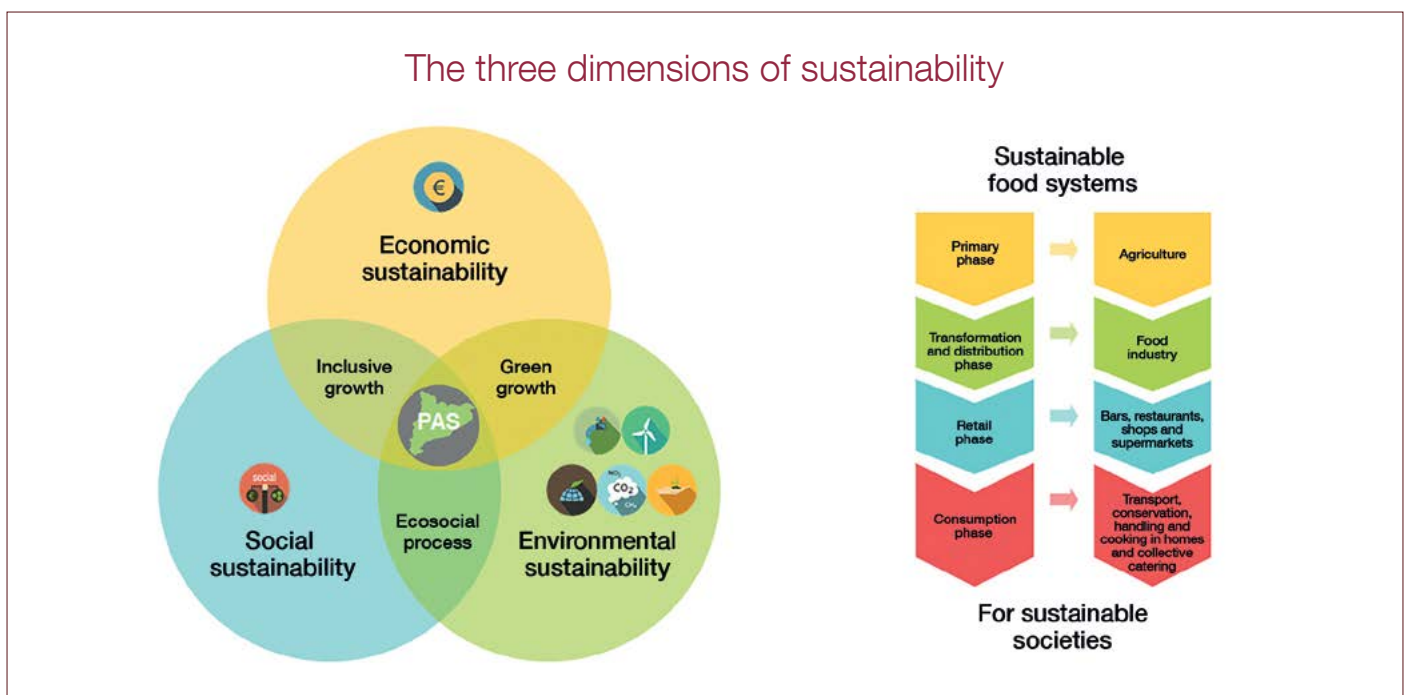 The three dimensions of sustainability
€
Economic
sustainability
Inclusive
growth
Green
growth
PAS
social
NO₂
CO₂
CH₄
Ecosocial
process
Social
sustainability
Environmental
sustainability
Sustainable
food systems
Primary
phase
Agriculture
Transformation
and distribution
phase
Food
industry
Retail
phase
Bars, restaurants,
shops and
supermarkets
Consumption
phase
Transport,
conservation,
handling and
cooking in homes
and collective
catering
For sustainable
societies